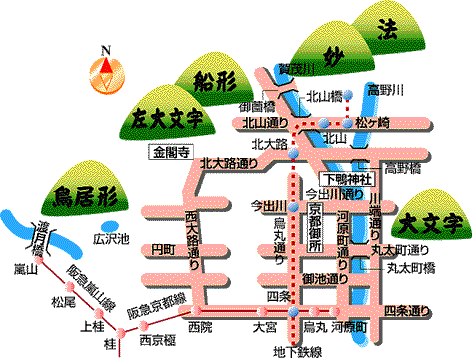 法
妙
船形
左大文字
鳥居形
大文字
N
賀茂川
北山橋
高野川
御薗橋
北山通り
松ヶ崎
北山
金閣寺
北大路
北大路通り
高野橋
下鴨神社
今出川通り
今出川
京都御所
烏丸通り
河原町通り
川端通り
西大路通り
渡月橋
広沢池
円町
丸太町通り
丸太町橋
御池通り
嵐山
阪急嵐山線
松尾
上桂
桂
阪急京都線
西京極
西院
大宮
四条
烏丸
河原町
四条通り
地下鉄線